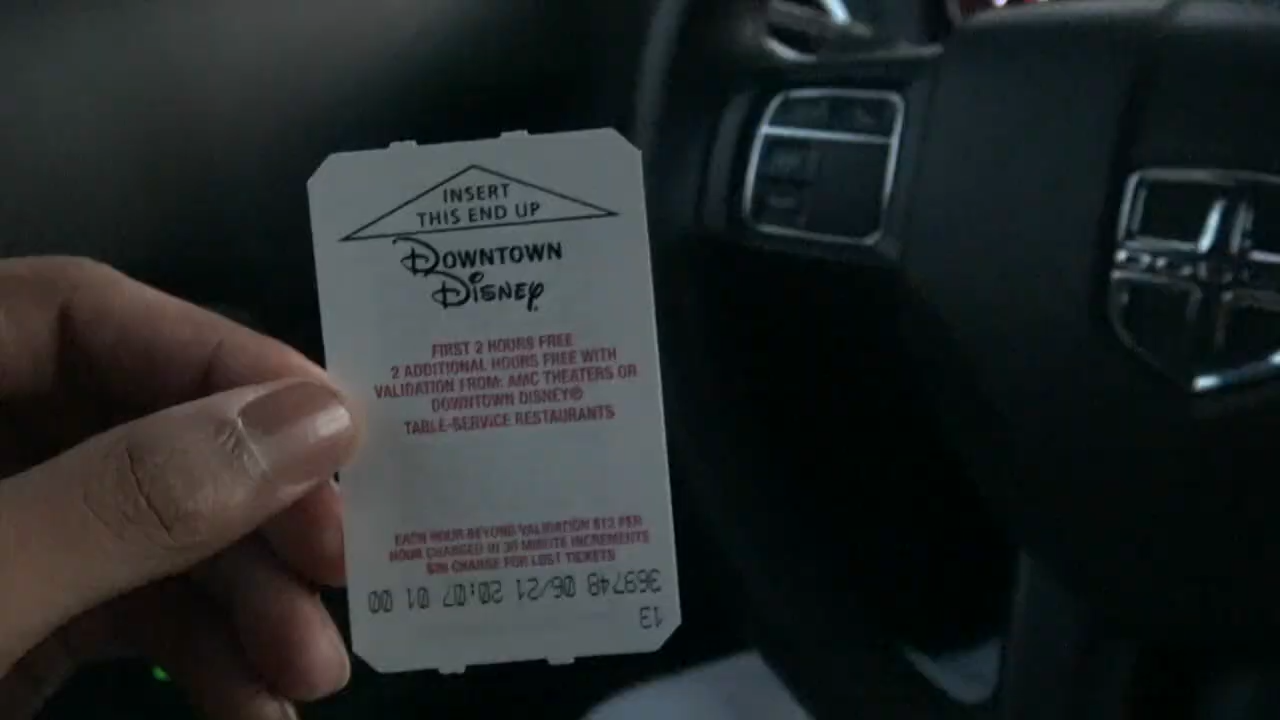 INSERT
THIS END UP
DOWNTOWN
DISNEY
FIRST 2 HOURS FREE
2 ADDITIONAL HOURS FREE WITH
VALIDATION FROM: AMC THEATERS OR
DOWNTOWN DISNEY®
TABLE-SERVICE RESTAURANTS
EACH HOUR BEYOND VALIDATION $12 PER
HOUR CHARGED IN 30 MINUTE INCREMENTS
CHARGE FOR LOST TICKETS
369748 06/21 20:07 01 00
13